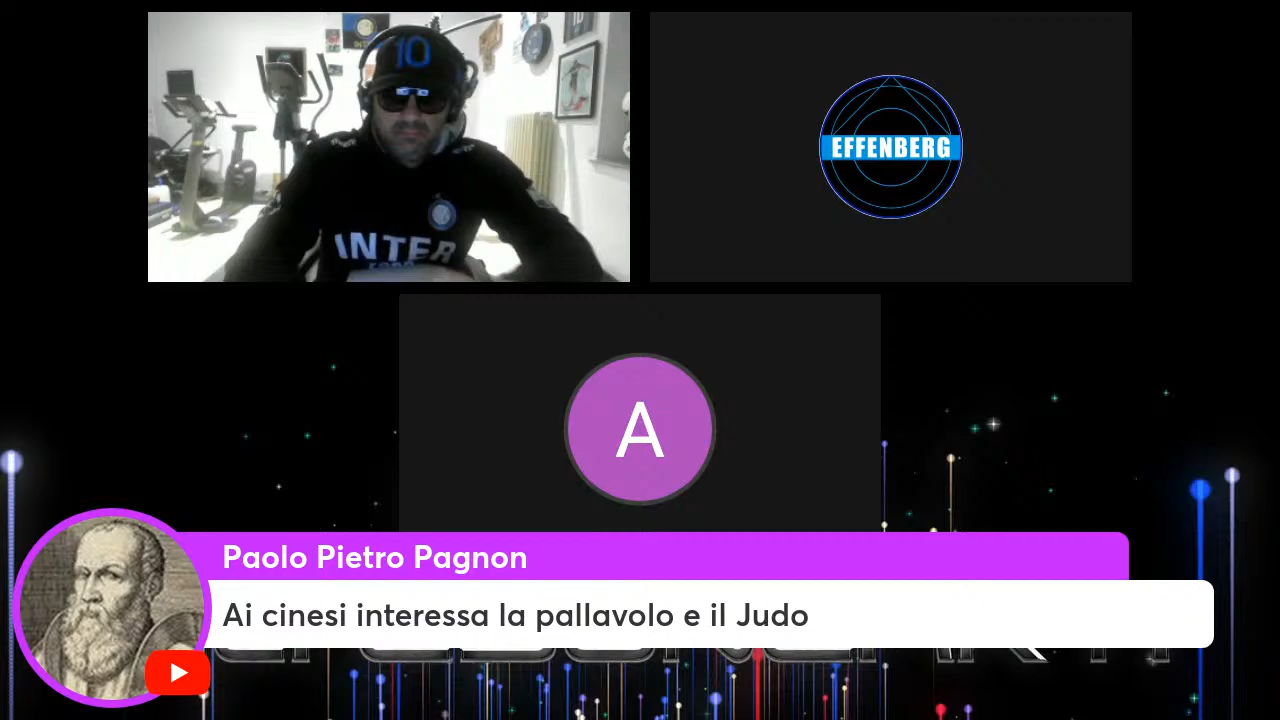 10
INTER
EFFENBERG
A
Paolo Pietro Pagnon
Ai cinesi interessa la pallavolo e il Judo